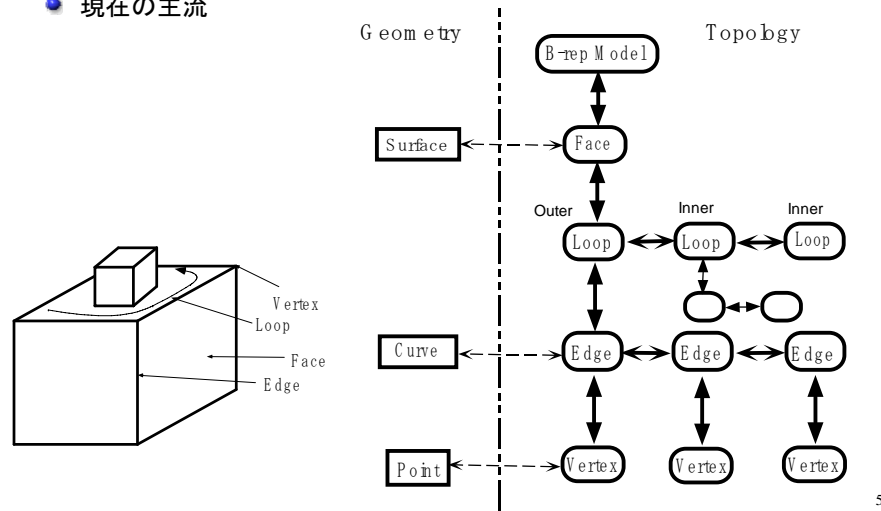 現在の主流
Geometry
Topology
B-rep Model
Surface
Face
Outer
Inner
Inner
Loop
Loop
Loop
Vertex
Loop
Face
Edge
Curve
Edge
Edge
Edge
Point
Vertex
Vertex
Vertex
5